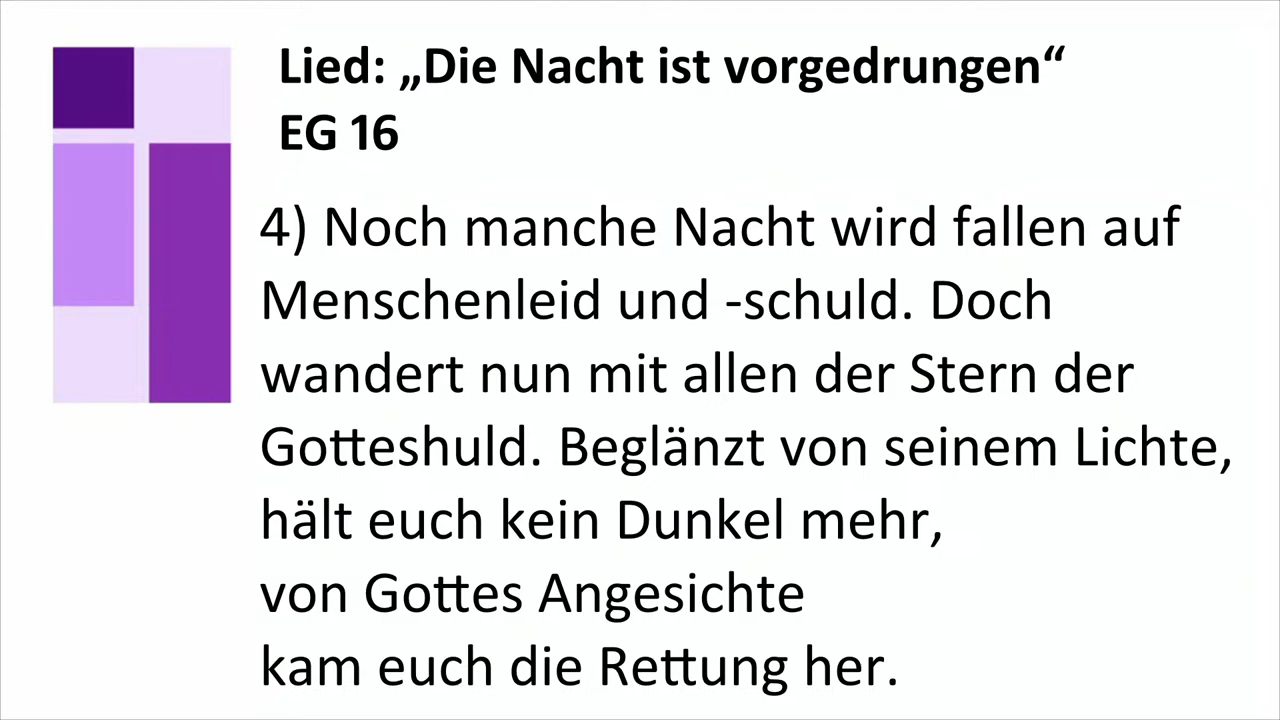 Lied: „Die Nacht ist vorgedrungen“
EG 16
4) Noch manche Nacht wird fallen auf
Menschenleid und -schuld. Doch
wandert nun mit allen der Stern der
Gotteshuld. Beglänzt von seinem Lichte,
hält euch kein Dunkel mehr,
von Gottes Angesichte
kam euch die Rettung her.